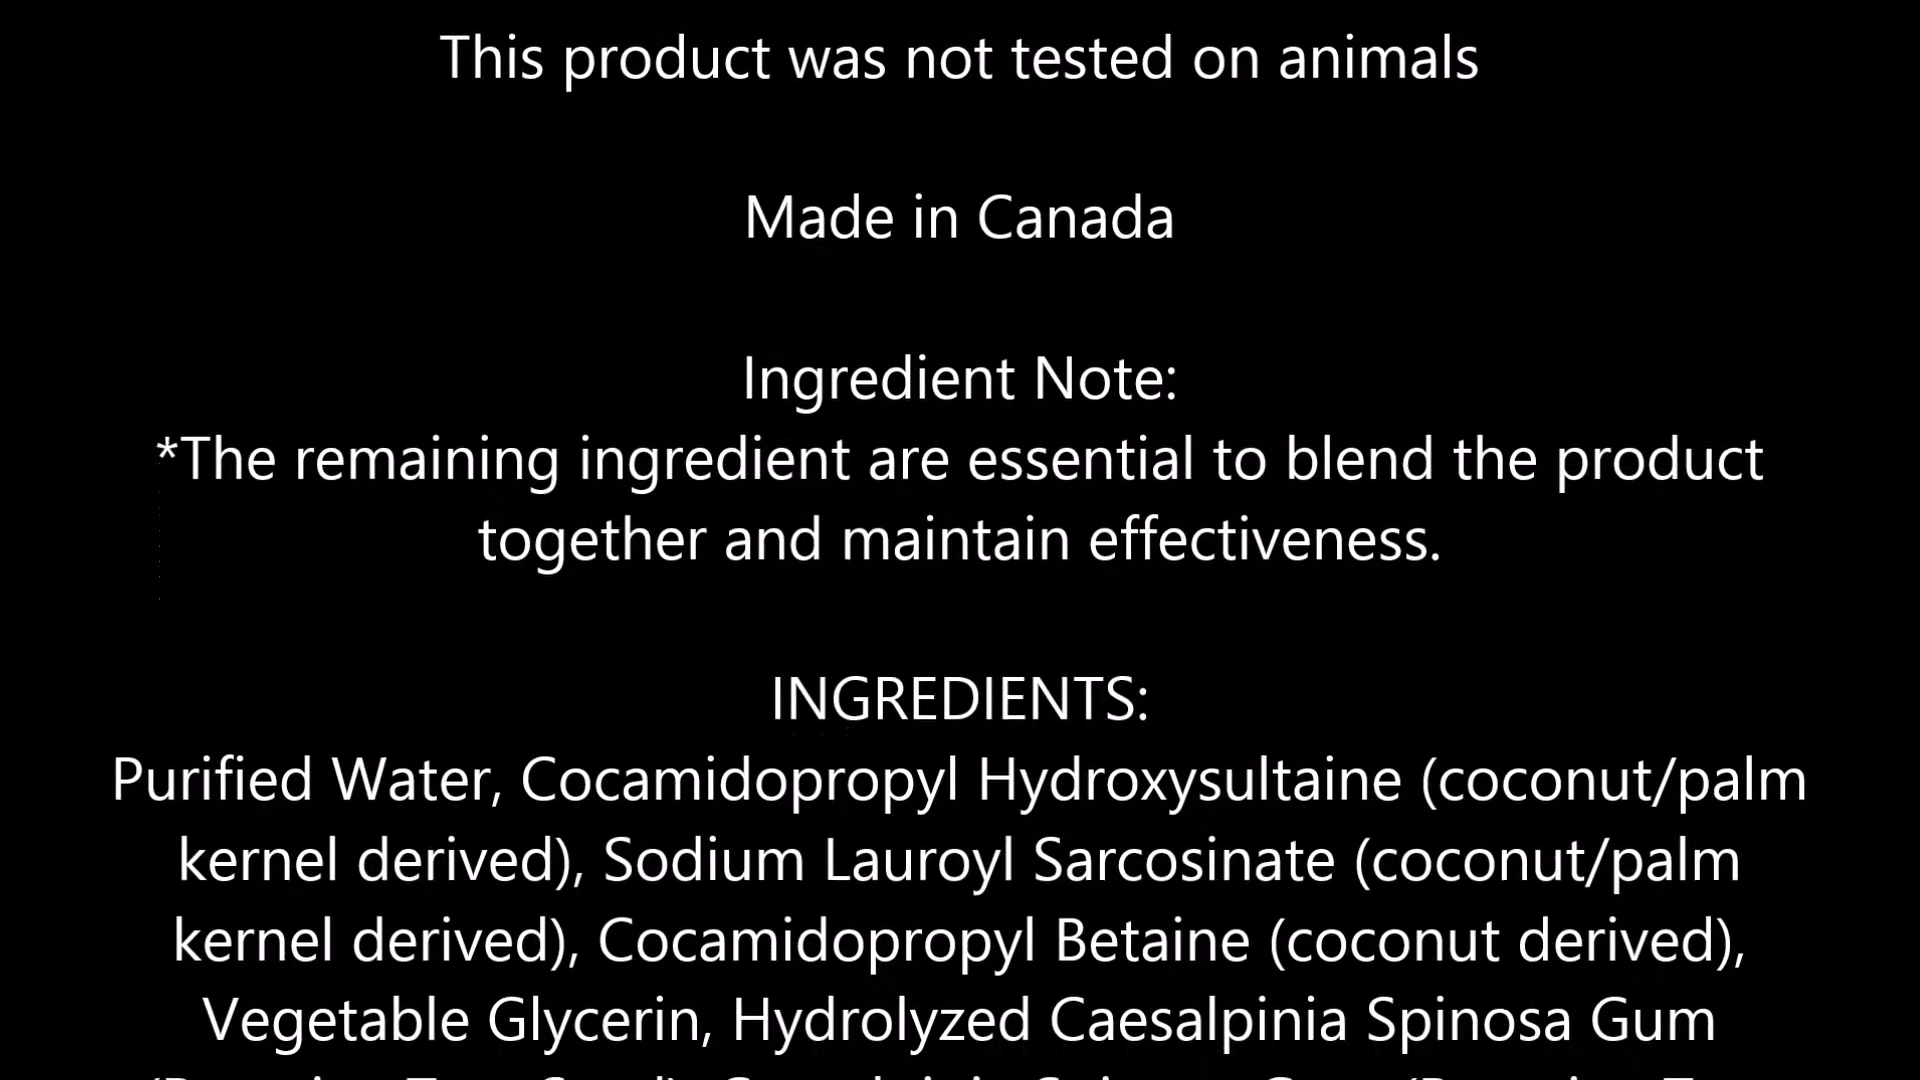 This product was not tested on animals
Made in Canada
Ingredient Note:
*The remaining ingredient are essential to blend the product
together and maintain effectiveness.
INGREDIENTS:
Purified Water, Cocamidopropyl Hydroxysultaine (coconut/palm
kernel derived), Sodium Lauroyl Sarcosinate (coconut/palm
kernel derived), Cocamidopropyl Betaine (coconut derived),
Vegetable Glycerin, Hydrolyzed Caesalpinia Spinosa Gum